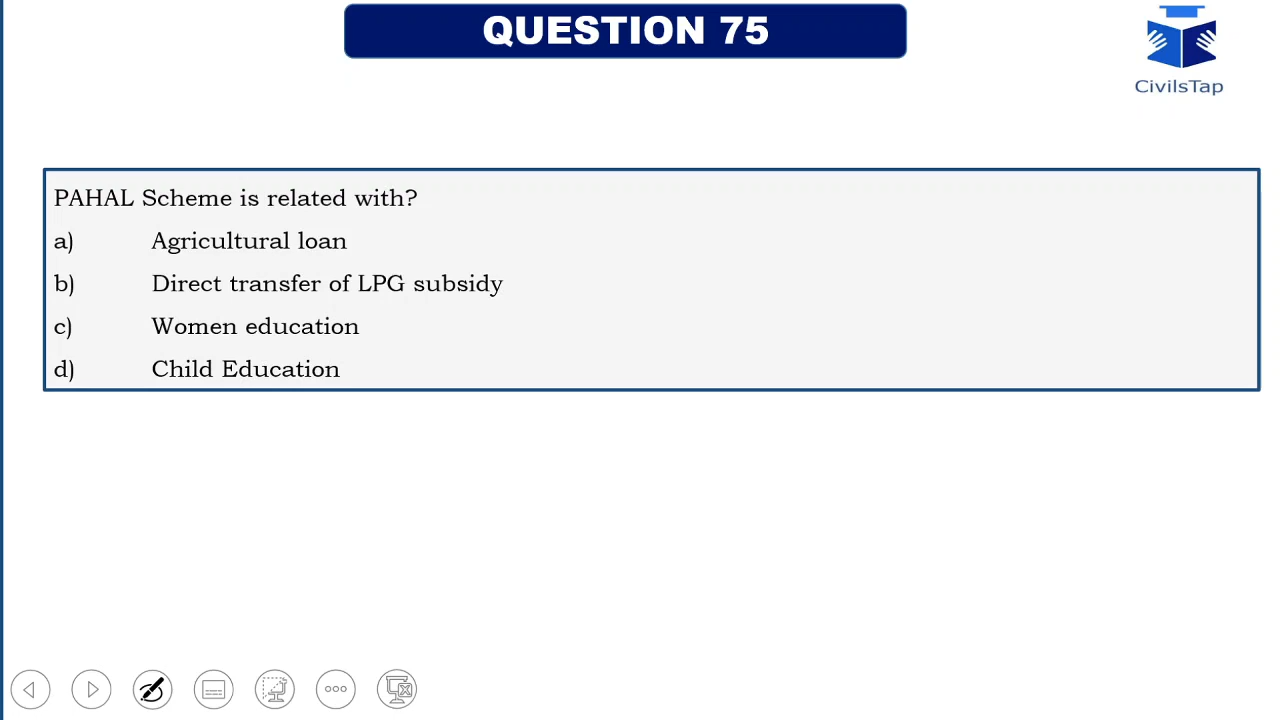 QUESTION 75
CivilsTap
PAHAL Scheme is related with?
a) Agricultural loan
b) Direct transfer of LPG subsidy
c) Women education
d) Child Education